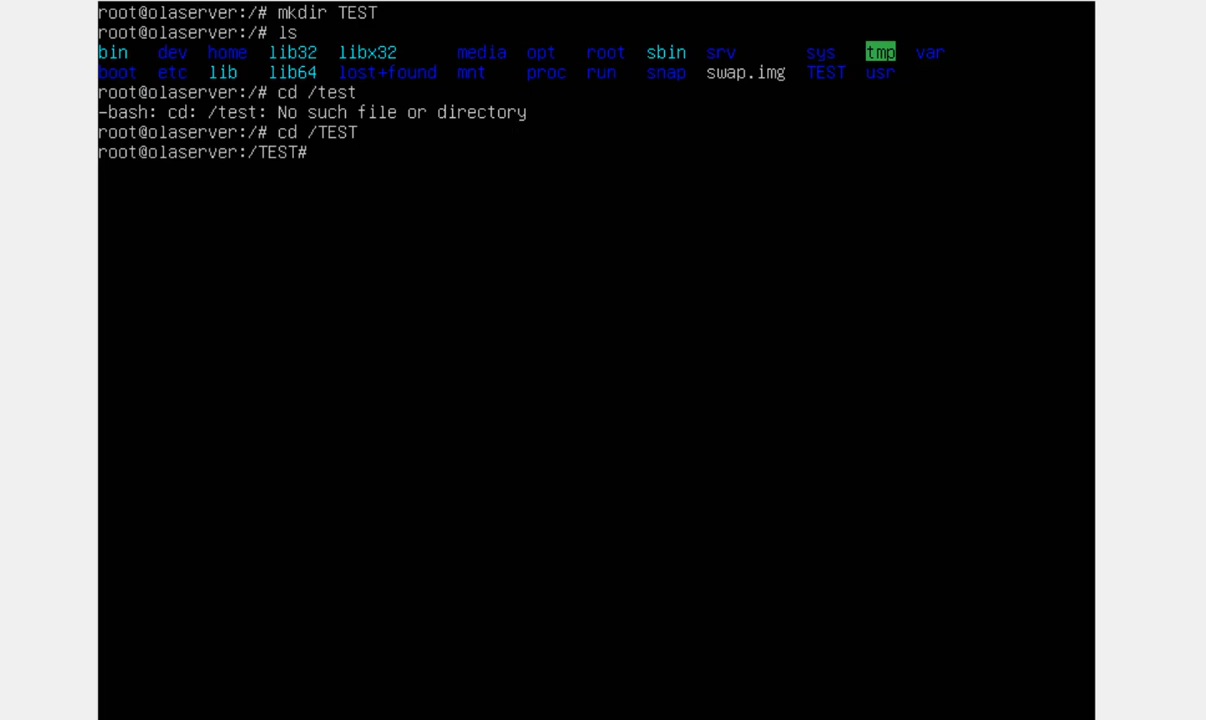 root@olaserver:/# mkdir TEST
root@olaserver:/# ls
bin dev home lib32 libx32 media opt root sbin srv sys tmp var
boot etc lib lib64 lost+found mnt proc run snap swap.img TEST usr
root@olaserver:/# cd /test
-bash: cd: /test: No such file or directory
root@olaserver:/# cd /TEST
root@olaserver:/TEST#